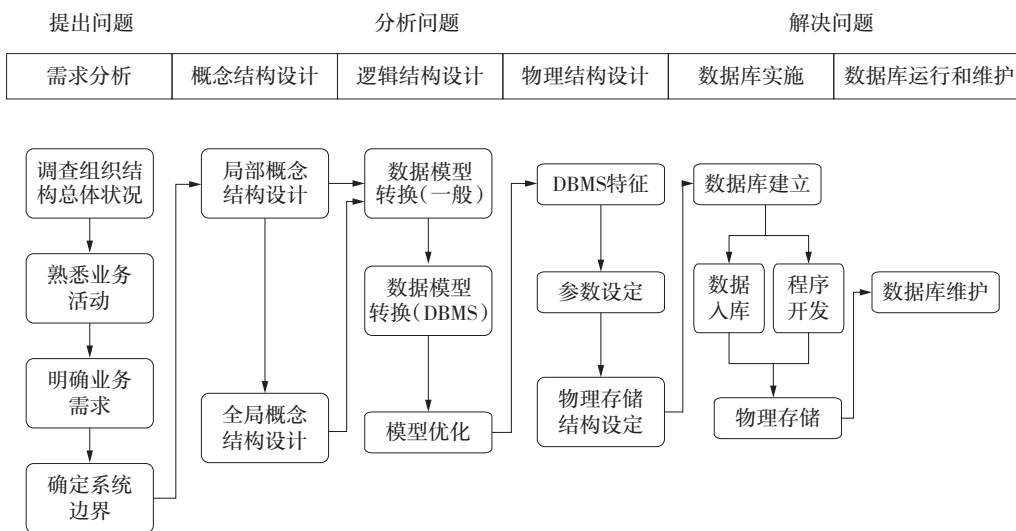 提出问题
分析问题
解决问题
需求分析
概念结构设计
逻辑结构设计
物理结构设计
数据库实施
数据库运行和维护
调查组织结
构总体状况
熟悉业务
活动
明确业务
需求
确定系统
边界
局部概念
结构设计
全局概念
结构设计
数据模型
转换(一般)
数据模型
转换(DBMS)
模型优化
DBMS特征
参数设定
物理存储
结构设定
数据库建立
数据
入库
程序
开发
物理存储
数据库维护